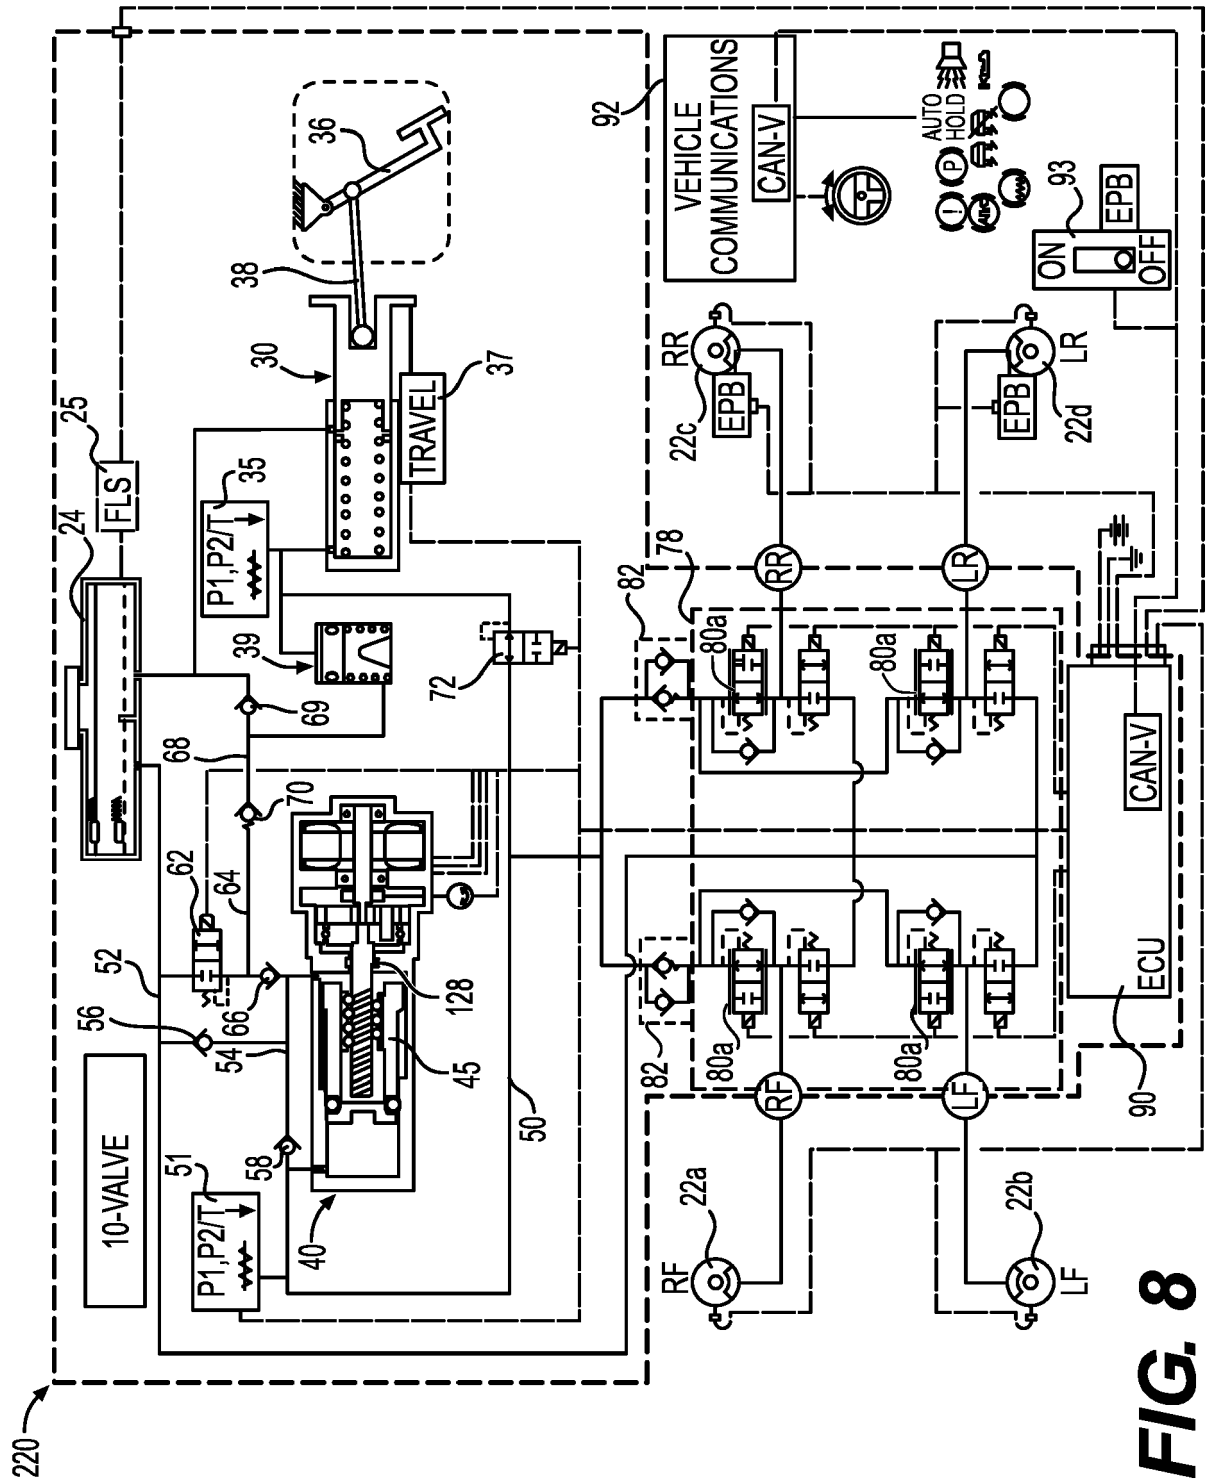 220
10-VALVE
52
56
62
64
70
68
69
24
25
FLS
54
66
51
P1,P2/T
58
40
45
128
50
39
35
P1,P2/T
72
30
38
36
TRAVEL
37
82
78
82
80a
80a
80a
80a
RF
LF
RR
LR
RF
22a
22b
LF
RR
22c
EPB
LR
22d
EPB
ECU
90
CAN-V
92
VEHICLE
COMMUNICATIONS
CAN-V
AUTO
HOLD
P
!
93
ON
OFF
EPB
FIG. 8